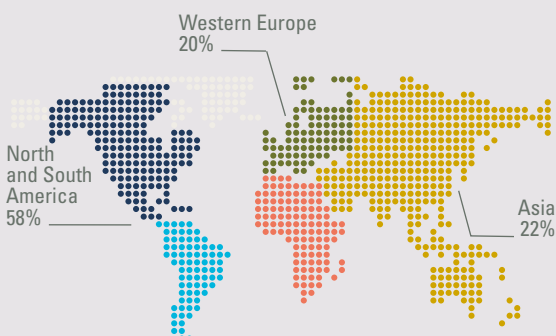 Western Europe
20%
North
and South
America
58%
Asia
22%